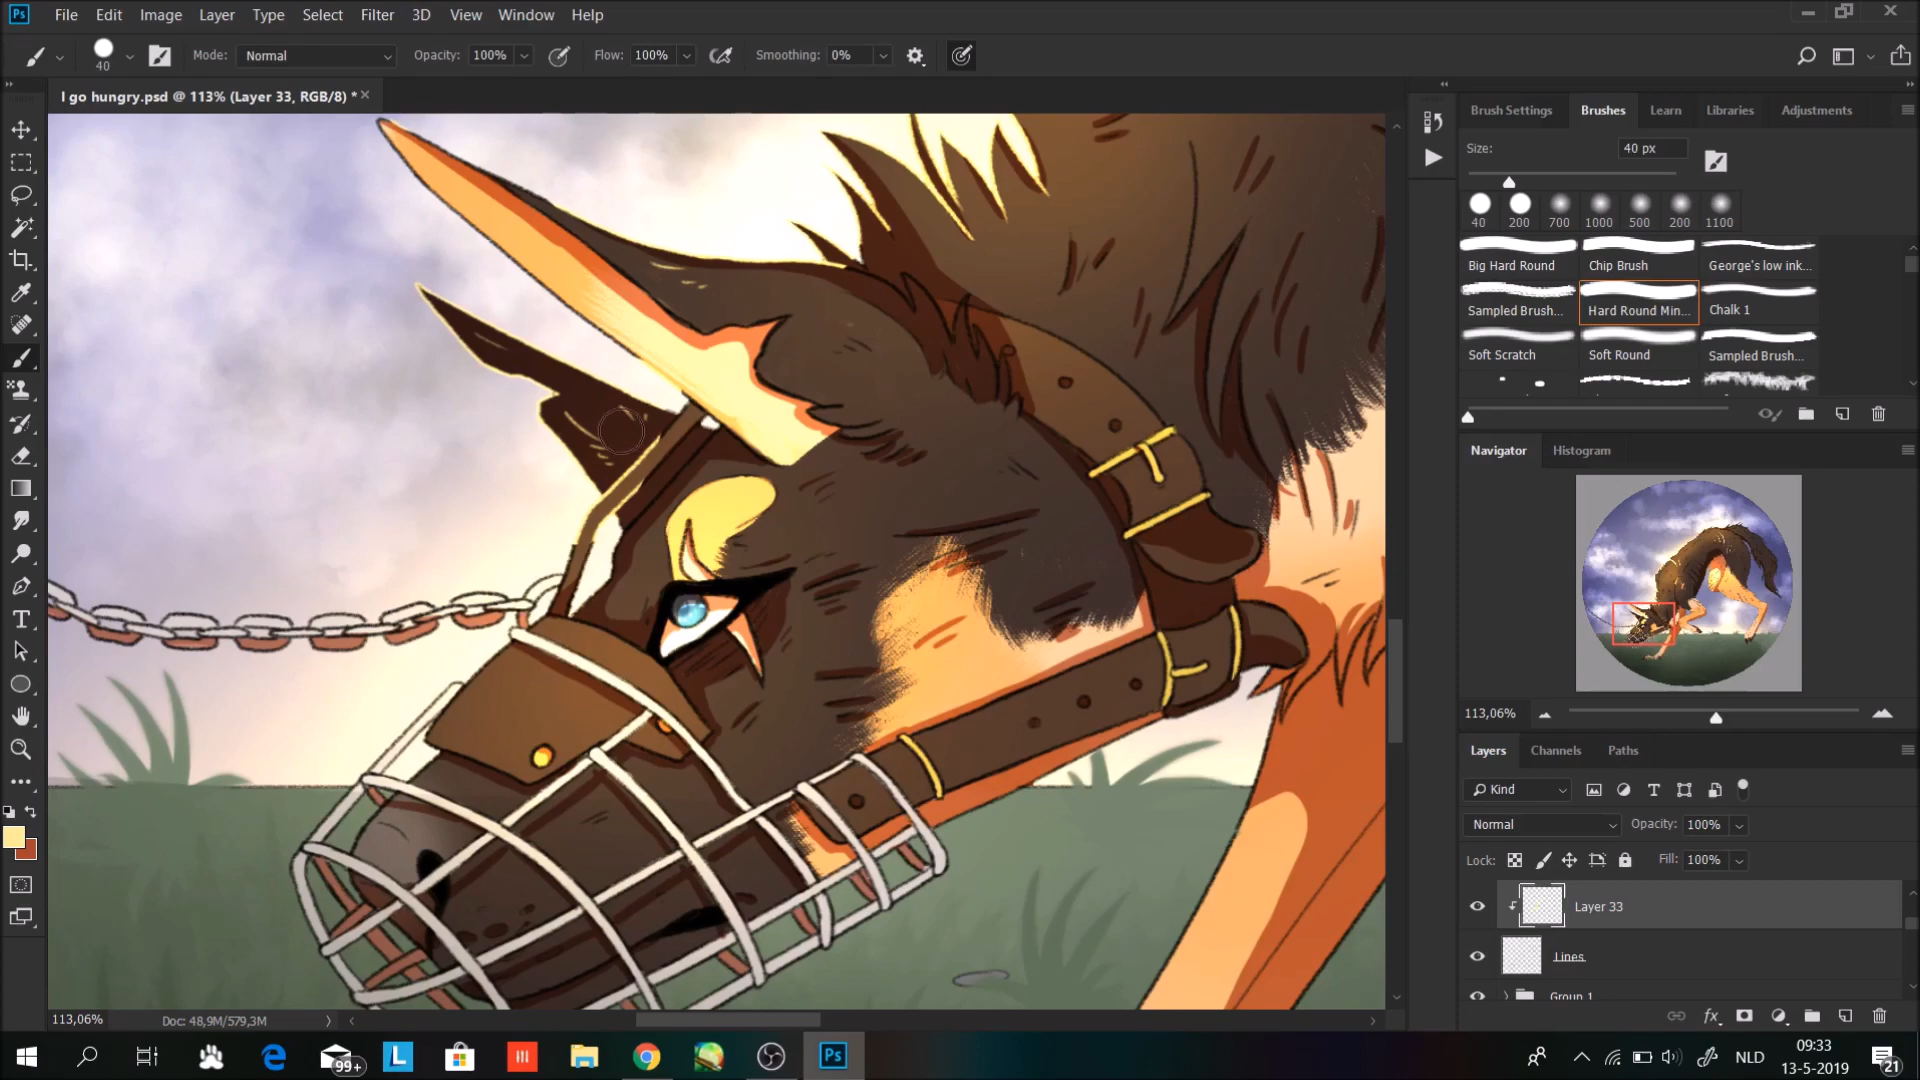 Ps File Edit Image Layer Type Select Filter 3D View Window Help
40 Mode: Normal Opacity: 100% Flow: 100% Smoothing: 0%
I go hungry.psd @ 113% (Layer 33, RGB/8) *
Brush Settings Brushes Learn Libraries Adjustments
Size: 40 px
40 200 700 1000 500 200 1100
Big Hard Round Chip Brush George's low ink...
Sampled Brush... Hard Round Min... Chalk 1
Soft Scratch Soft Round Sampled Brush...
Navigator Histogram
113,06%
Layers Channels Paths
Kind
Normal Opacity: 100%
Lock: Fill: 100%
Layer 33
Lines
Group 1
113,06% Doc: 48,9M/579,3M
99+ L Ps NLD 09:33
13-5-2019 21